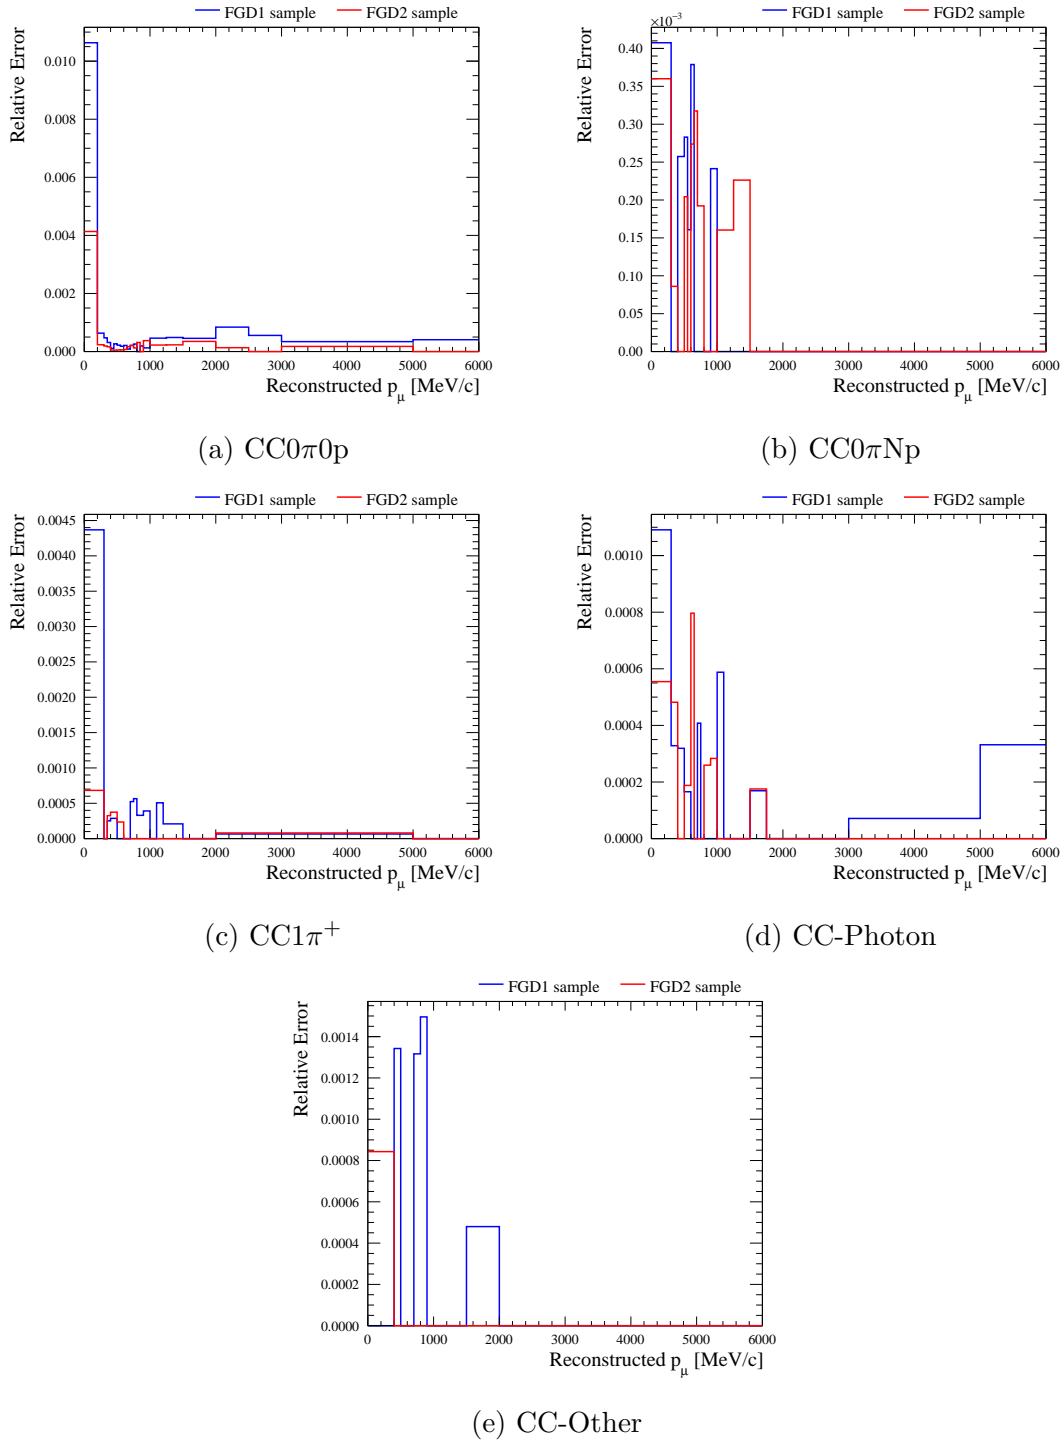 FGD1 sample FGD2 sample
Relative Error
0.010
0.008
0.006
0.004
0.002
0.000
0 1000 2000 3000 4000 5000 6000
Reconstructed pμ [MeV/c]
(a) CC0π0p
FGD1 sample FGD2 sample
×10⁻³
Relative Error
0.40
0.35
0.30
0.25
0.20
0.15
0.10
0.05
0.00
0 1000 2000 3000 4000 5000 6000
Reconstructed pμ [MeV/c]
(b) CC0πNp
FGD1 sample FGD2 sample
Relative Error
0.0045
0.0040
0.0035
0.0030
0.0025
0.0020
0.0015
0.0010
0.0005
0.0000
0 1000 2000 3000 4000 5000 6000
Reconstructed pμ [MeV/c]
(c) CC1π⁺
FGD1 sample FGD2 sample
Relative Error
0.0010
0.0008
0.0006
0.0004
0.0002
0.0000
0 1000 2000 3000 4000 5000 6000
Reconstructed pμ [MeV/c]
(d) CC-Photon
FGD1 sample FGD2 sample
Relative Error
0.0014
0.0012
0.0010
0.0008
0.0006
0.0004
0.0002
0.0000
0 1000 2000 3000 4000 5000 6000
Reconstructed pμ [MeV/c]
(e) CC-Other